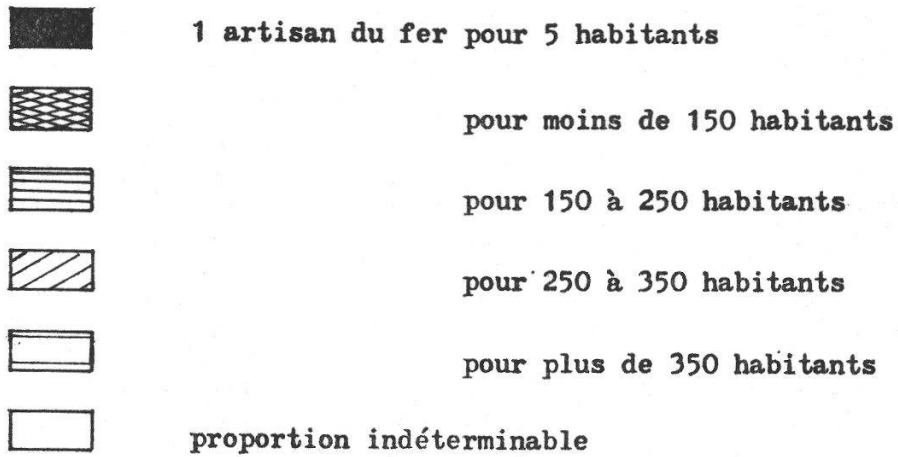 1 artisan du fer pour 5 habitants
pour moins de 150 habitants
pour 150 à 250 habitants
pour 250 à 350 habitants
pour plus de 350 habitants
proportion indéterminable